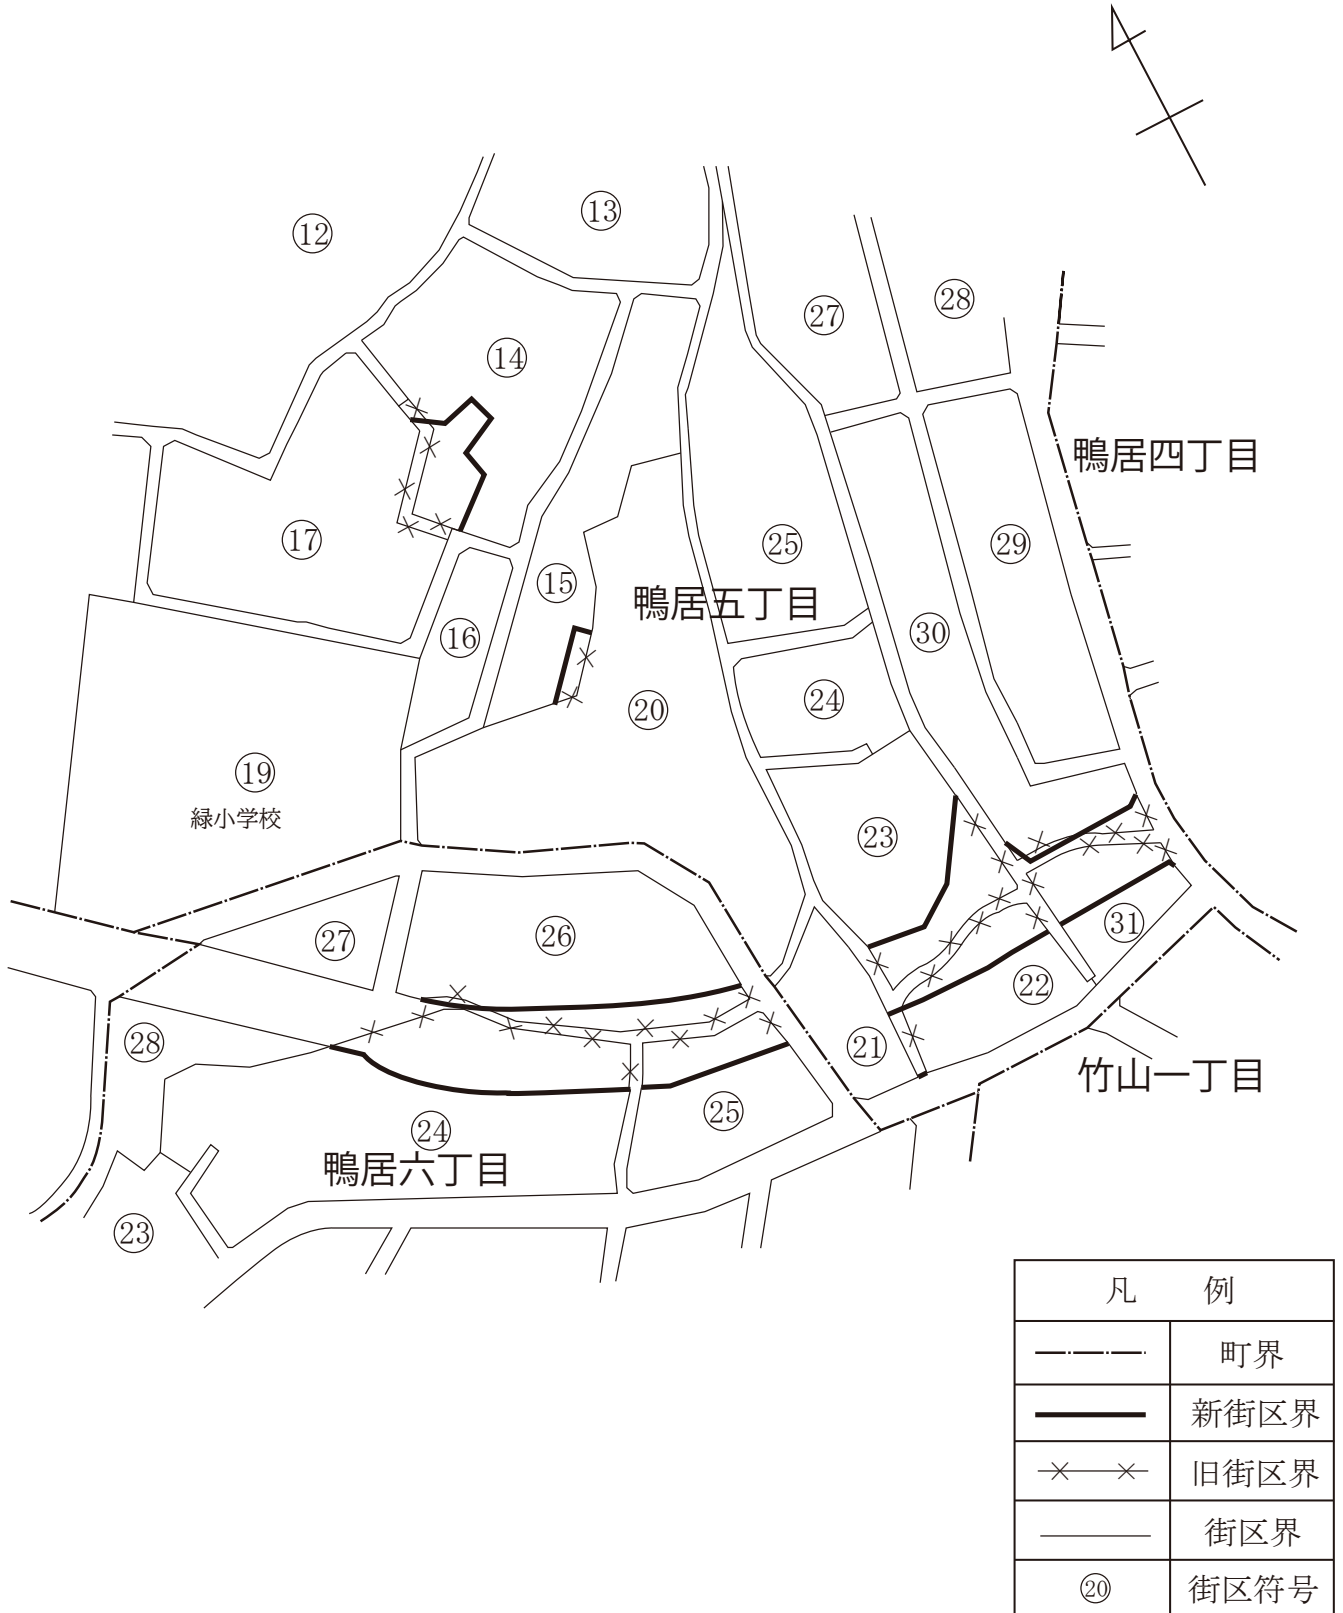 ⑬
⑫
㉘
㉗
⑭
鴨居四丁目
⑰
㉕
㉙
⑮
鴨居五丁目
⑯
㉚
㉔
⑳
⑲
緑小学校
㉓
㉛
㉖
㉗
㉒
㉘
㉑
竹山一丁目
㉕
㉔
鴨居六丁目
㉓
凡 例
町界
新街区界
旧街区界
街区界
⑳ 街区符号